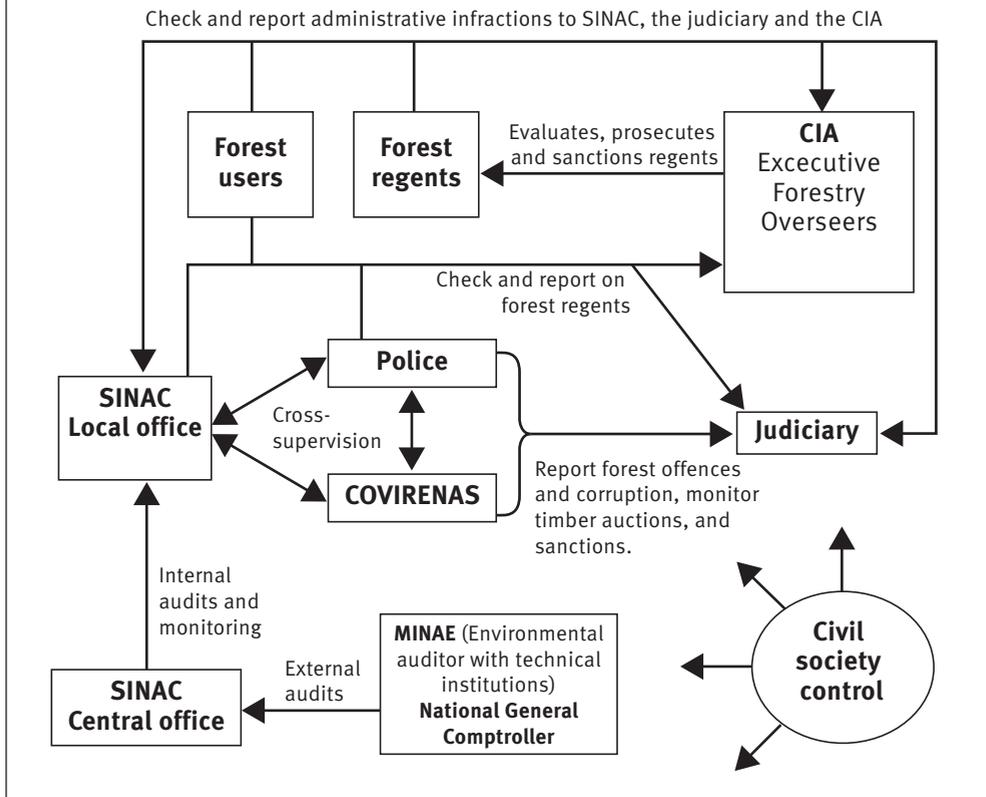 Check and report administrative infractions to SINAC, the judiciary and the CIA
Forest
users
Forest
regents
Evaluates, prosecutes
and sanctions regents
CIA
Excecutive
Forestry
Overseers
Check and report on
forest regents
Police
SINAC
Local office
Cross-
supervision
COVIRENAS
Judiciary
Report forest offences
and corruption, monitor
timber auctions, and
sanctions.
Internal
audits and
monitoring
SINAC
Central office
External
audits
MINAE (Environmental
auditor with technical
institutions)
National General
Comptroller
Civil
society
control